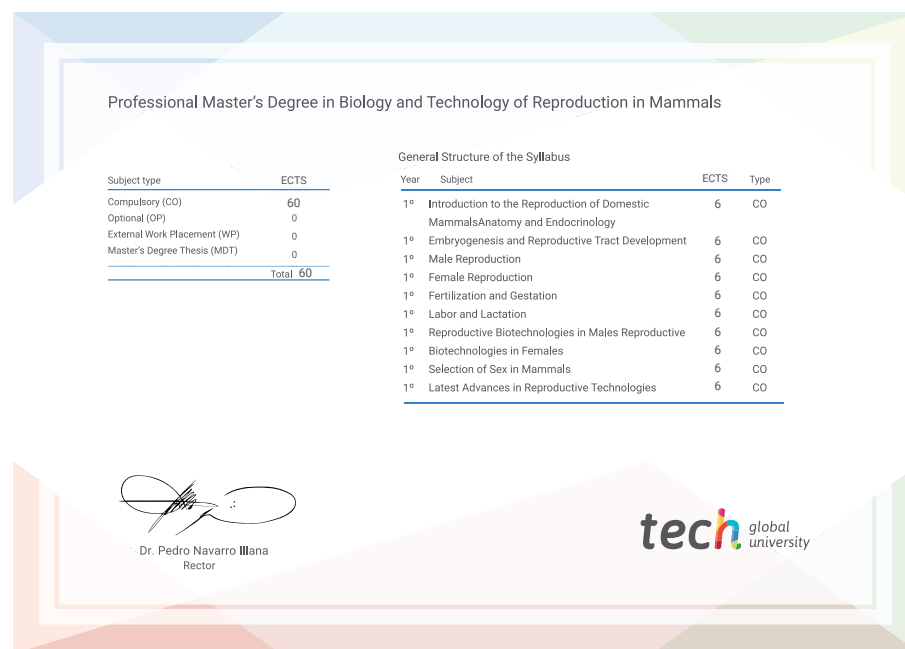 Professional Master's Degree in Biology and Technology of Reproduction in Mammals
General Structure of the Syllabus
Subject type ECTS
Compulsory (CO) 60
Optional (OP) 0
External Work Placement (WP) 0
Master's Degree Thesis (MDT) 0
Total 60
Year Subject ECTS Type
1º Introduction to the Reproduction of Domestic 6 CO
MammalsAnatomy and Endocrinology
1º Embryogenesis and Reproductive Tract Development 6 CO
1º Male Reproduction 6 CO
1º Female Reproduction 6 CO
1º Fertilization and Gestation 6 CO
1º Labor and Lactation 6 CO
1º Reproductive Biotechnologies in Males Reproductive 6 CO
1º Biotechnologies in Females 6 CO
1º Selection of Sex in Mammals 6 CO
1º Latest Advances in Reproductive Technologies 6 CO
Dr. Pedro Navarro Illana
Rector
tech global
university